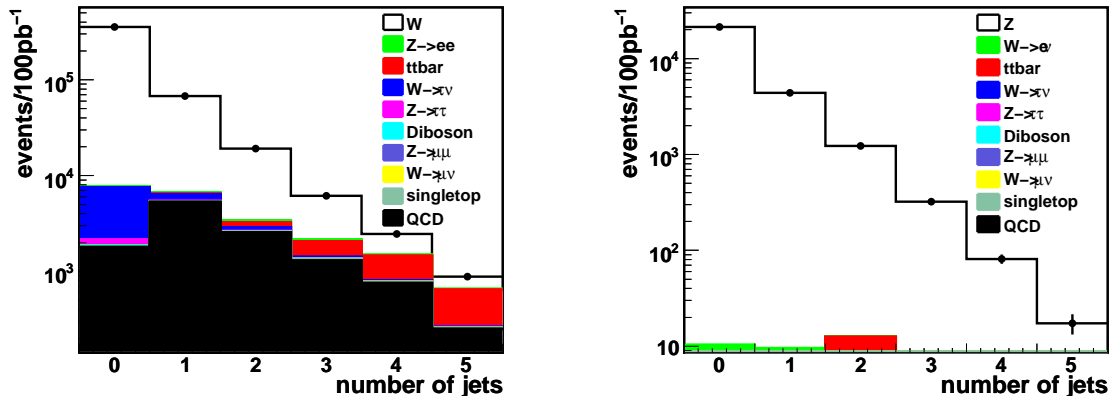 events/100pb⁻¹
10⁵
10⁴
10³
0 1 2 3 4 5
number of jets
W
Z->ee
ttbar
W->τν
Z->ττ
Diboson
Z->μμ
W->μν
singletop
QCD
events/100pb⁻¹
10⁴
10³
10²
10
0 1 2 3 4 5
number of jets
Z
W->eν
ttbar
W->τν
Z->ττ
Diboson
Z->μμ
W->μν
singletop
QCD